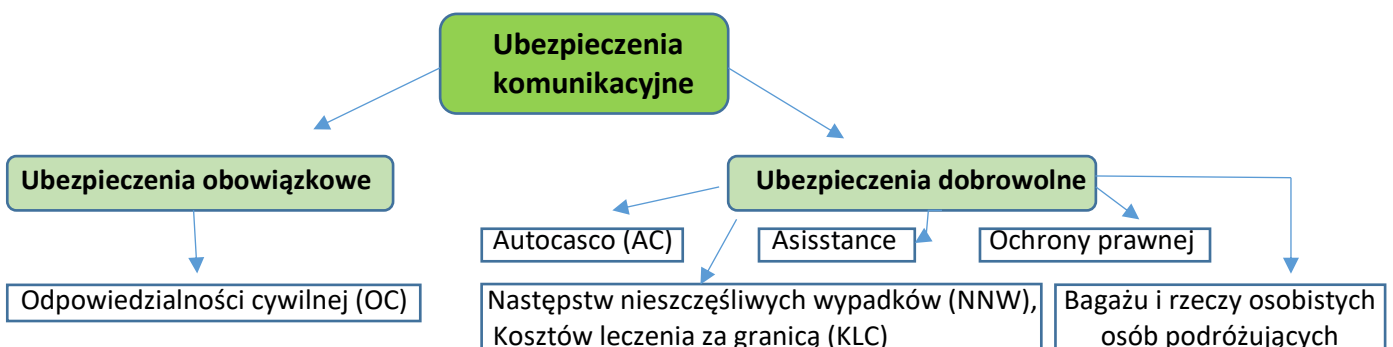 Ubezpieczenia
komunikacyjne
Ubezpieczenia obowiązkowe
Ubezpieczenia dobrowolne
Autocasco (AC)
Asisstance
Ochrony prawnej
Odpowiedzialności cywilnej (OC)
Następstw nieszczęśliwych wypadków (NNW),
Kosztów leczenia za granicą (KLC)
Bagażu i rzeczy osobistych
osób podróżujących